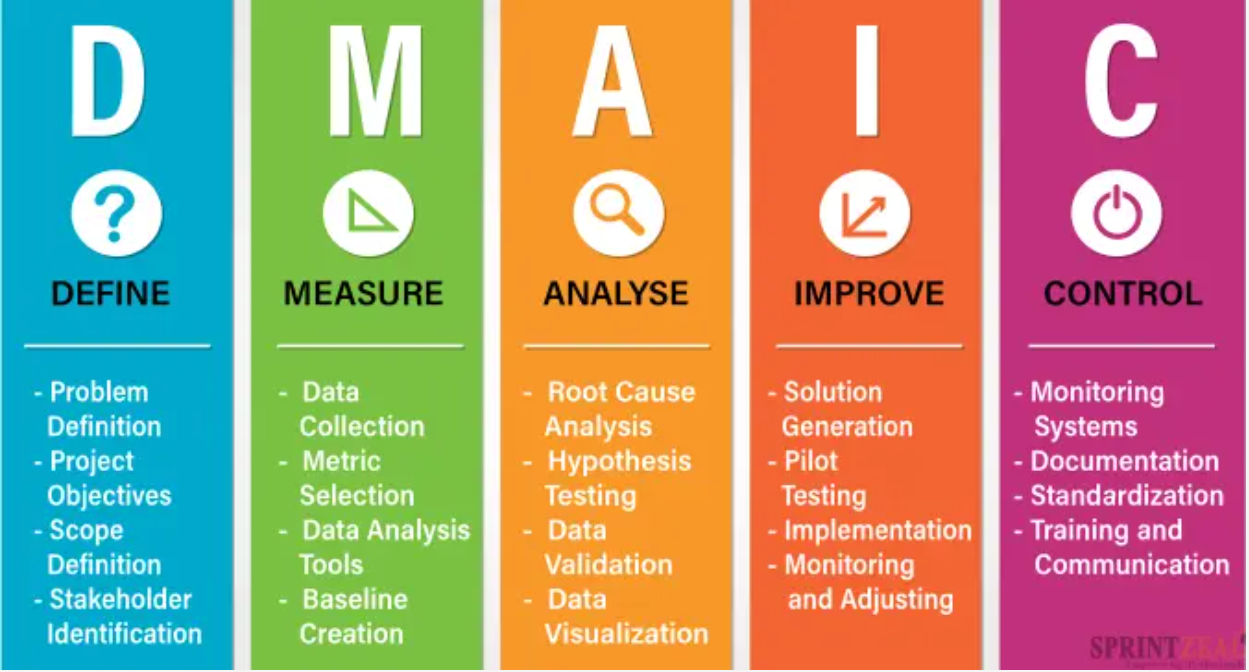 D
?
DEFINE
- Problem
Definition
- Project
Objectives
- Scope
Definition
- Stakeholder
Identification
M
MEASURE
- Data
Collection
- Metric
Selection
- Data Analysis
Tools
- Baseline
Creation
A
ANALYSE
- Root Cause
Analysis
- Hypothesis
Testing
- Data
Validation
- Data
Visualization
I
IMPROVE
- Solution
Generation
- Pilot
Testing
- Implementation
- Monitoring
and Adjusting
C
CONTROL
- Monitoring
Systems
- Documentation
- Standardization
- Training and
Communication
SPRINTZEAL